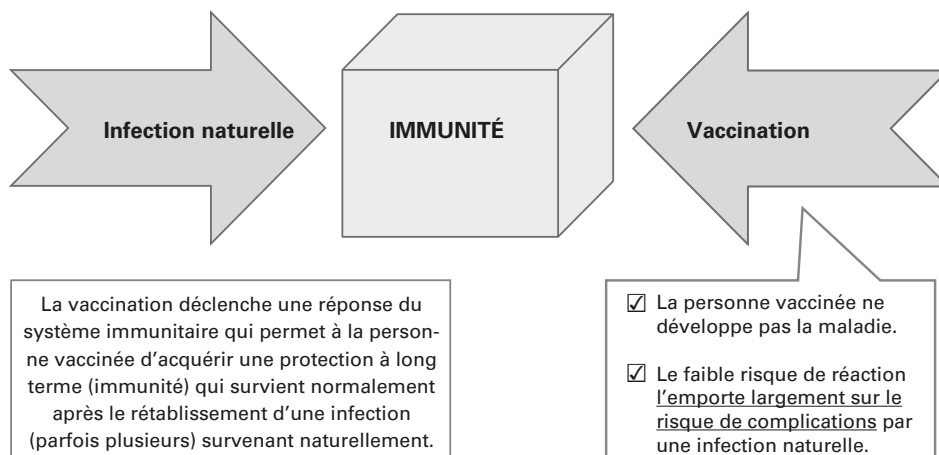 Infection naturelle
IMMUNITÉ
Vaccination
La vaccination déclenche une réponse du
système immunitaire qui permet à la person-
ne vaccinée d'acquérir une protection à long
terme (immunité) qui survient normalement
après le rétablissement d'une infection
(parfois plusieurs) survenant naturellement.
☑ La personne vaccinée ne
développe pas la maladie.
☑ Le faible risque de réaction
l'emporte largement sur le
risque de complications par
une infection naturelle.